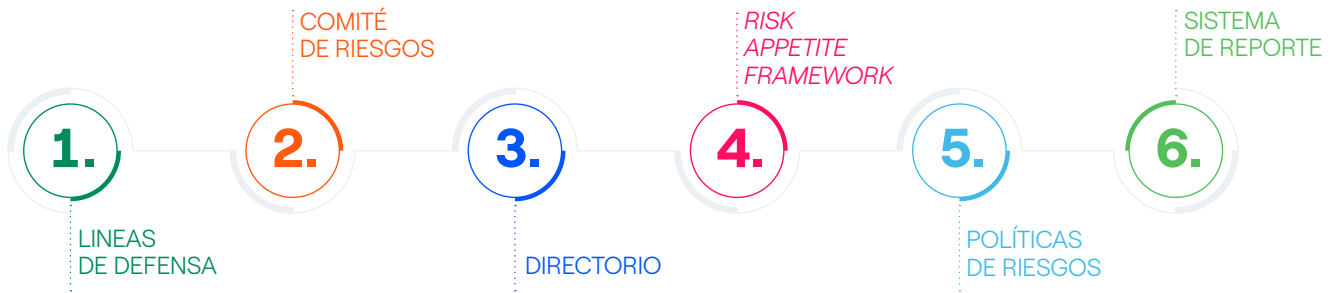 1.
LINEAS
DE DEFENSA
2.
COMITÉ
DE RIESGOS
3.
DIRECTORIO
4.
RISK
APPETITE
FRAMEWORK
5.
POLÍTICAS
DE RIESGOS
6.
SISTEMA
DE REPORTE